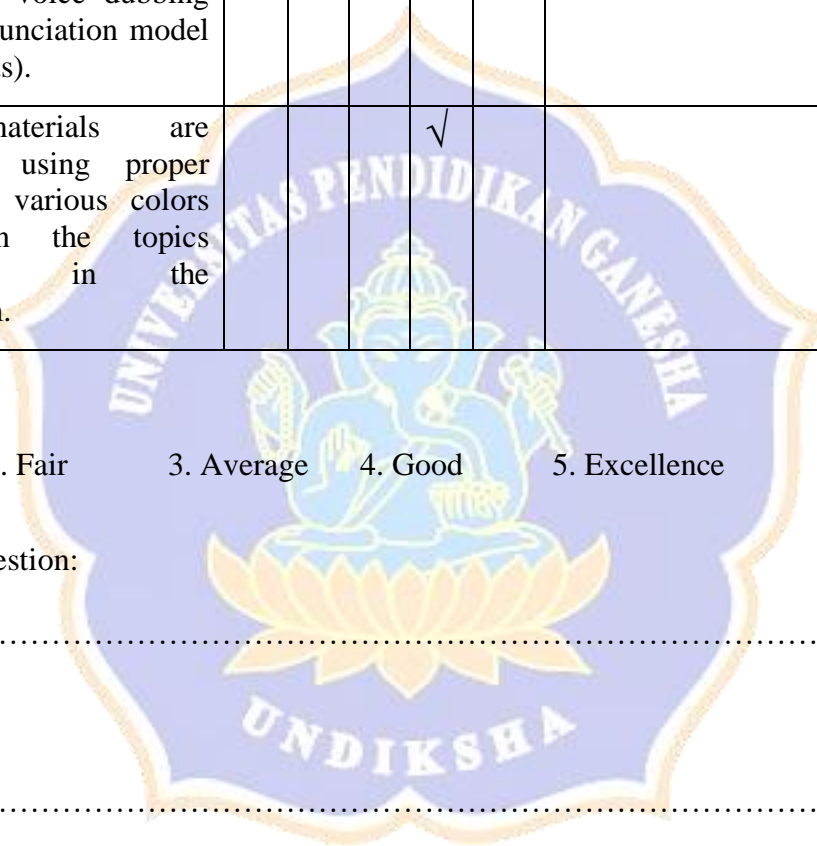 voice dubbing
unciation model
s).
naterials are
using proper
various colors
the topics
in the
√
. Fair 3. Average 4. Good 5. Excellence
estion:
………………………………………………………………………
………………………………………………………………………
UNIVERSITAS PENDIDIKAN GANESHA
UNDIKSHA